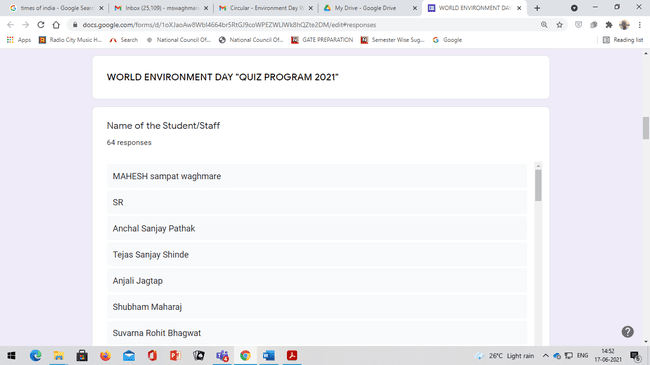 times of india - Google Sear
Inbox (25,109) - mswaghmar
Circular - Environment Day W
My Drive - Google Drive
WORLD ENVIRONMENT DAY
docs.google.com/forms/d/
edit#responses
Apps
Radio City Music H...
Search
National Council Of...
National Council Of...
GATE PREPARATION
Semester Wise Sug...
Google
Reading list
WORLD ENVIRONMENT DAY "QUIZ PROGRAM 2021"
Name of the Student/Staff
64 responses
MAHESH sampat waghmare
SR
Anchal Sanjay Pathak
Tejas Sanjay Shinde
Anjali Jagtap
Shubham Maharaj
Suvarna Rohit Bhagwat
26°C Light rain
ENG
14:52
17-06-2021